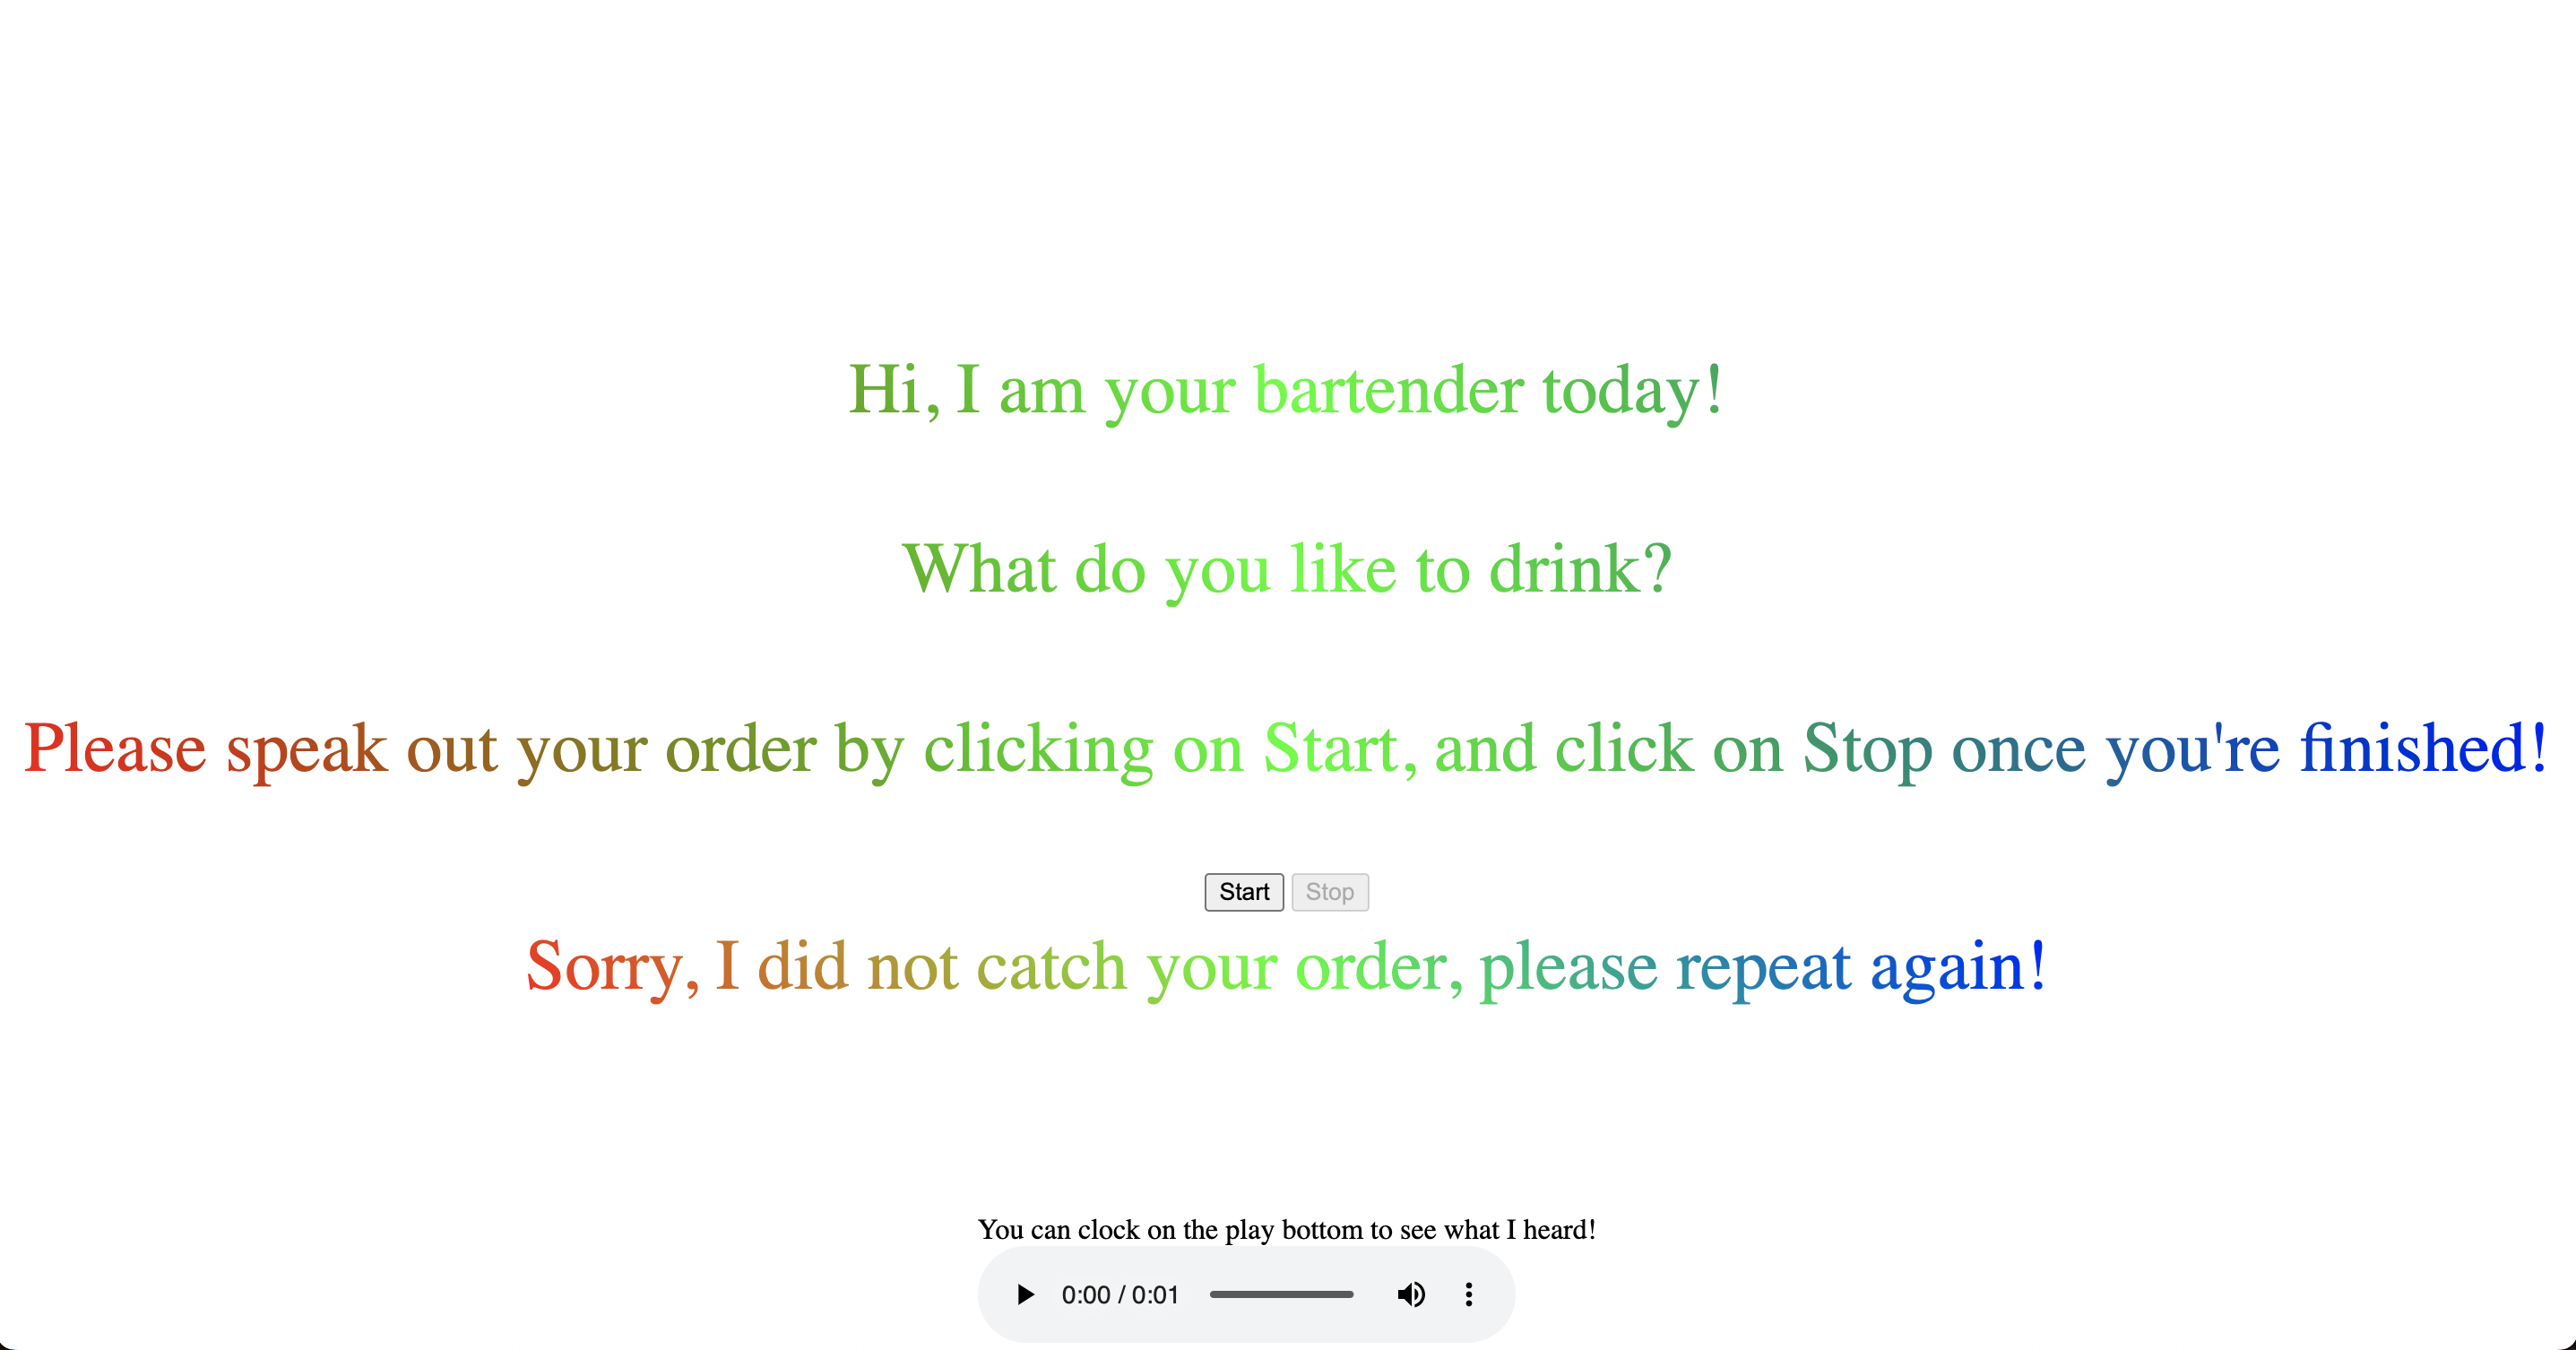 Hi, I am your bartender today!
What do you like to drink?
Please speak out your order by clicking on Start, and click on Stop once you're finished!
Start Stop
Sorry, I did not catch your order, please repeat again!
You can clock on the play bottom to see what I heard!
0:00 / 0:01